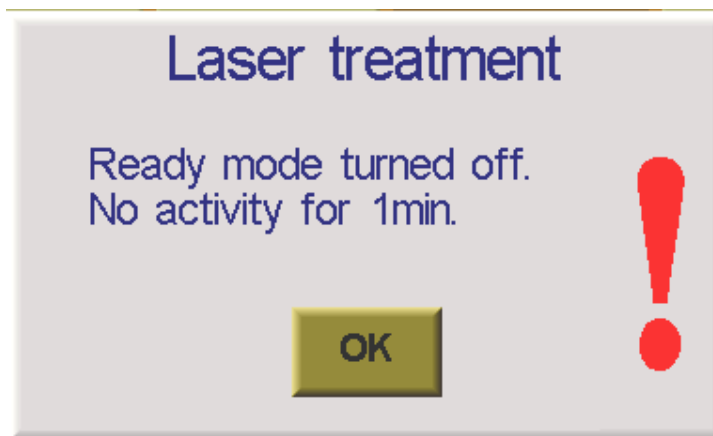 Laser treatment
Ready mode turned off.
No activity for 1min.
OK